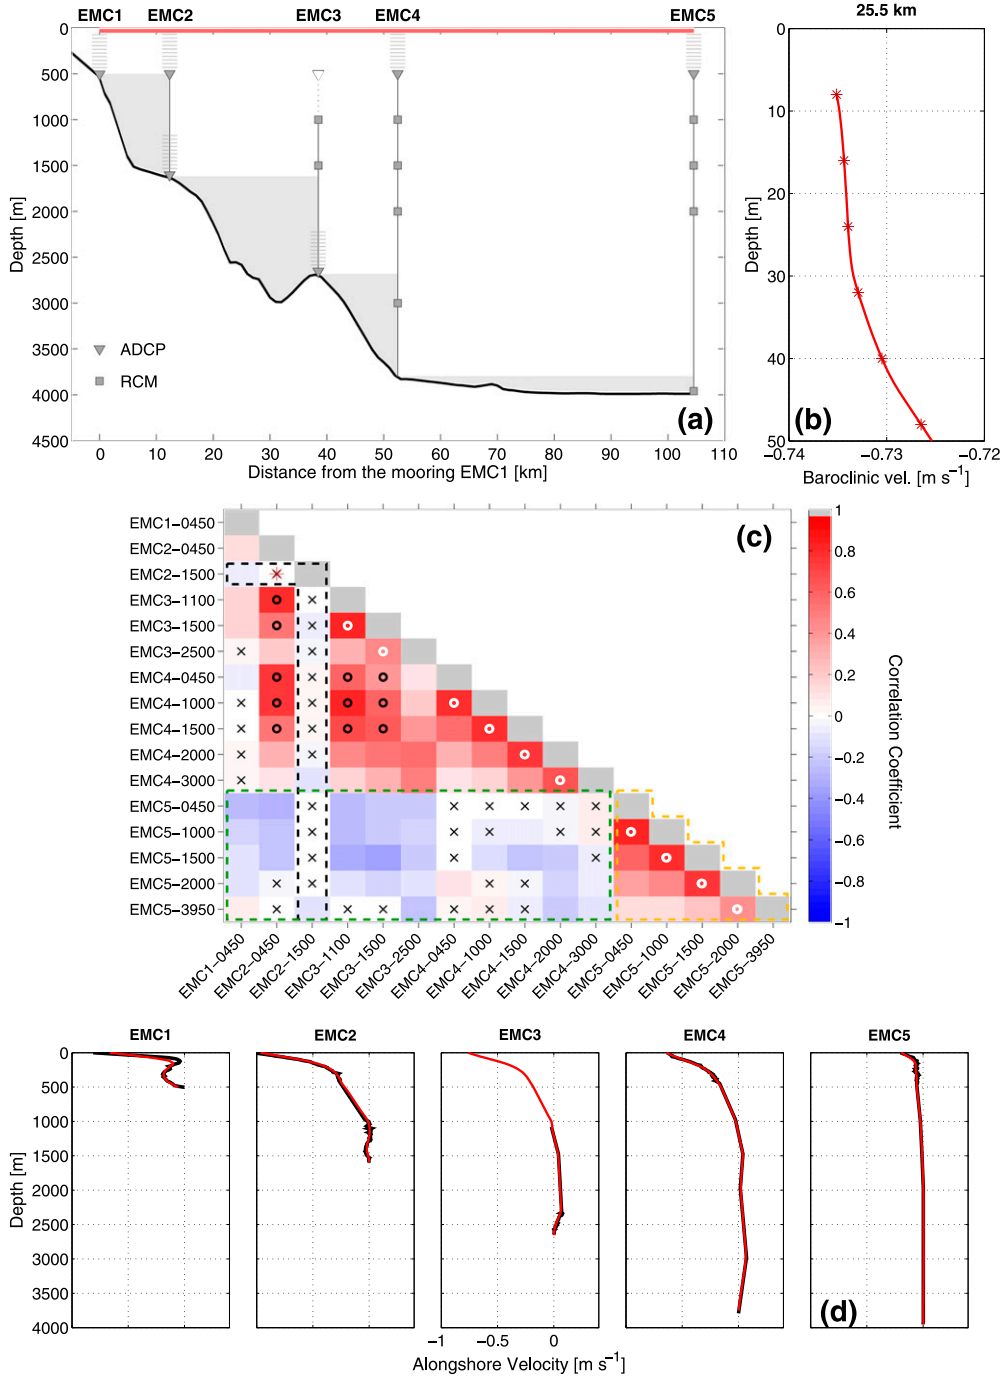 EMC1 EMC2 EMC3 EMC4 EMC5
0
500
1000
1500
2000
2500
3000
3500
4000
4500
Depth [m]
ADCP
RCM
(a)
0 10 20 30 40 50 60 70 80 90 100 110
Distance from the mooring EMC1 [km]
25.5 km
0
10
20
30
40
50
Depth [m]
(b)
−0.74 −0.73 −0.72
Baroclinic vel. [m s−1]
(c)
EMC1−0450
EMC2−0450
EMC2−1500
EMC3−1100
EMC3−1500
EMC3−2500
EMC4−0450
EMC4−1000
EMC4−1500
EMC4−2000
EMC4−3000
EMC5−0450
EMC5−1000
EMC5−1500
EMC5−2000
EMC5−3950
EMC1−0450 EMC2−0450 EMC2−1500 EMC3−1100 EMC3−1500 EMC3−2500 EMC4−0450 EMC4−1000 EMC4−1500 EMC4−2000 EMC4−3000 EMC5−0450 EMC5−1000 EMC5−1500 EMC5−2000 EMC5−3950
1
0.8
0.6
0.4
0.2
0
−0.2
−0.4
−0.6
−0.8
−1
Correlation Coefficient
EMC1 EMC2 EMC3 EMC4 EMC5
0
500
1000
1500
2000
2500
3000
3500
4000
Depth [m]
(d)
−1 −0.5 0
Alongshore Velocity [m s−1]